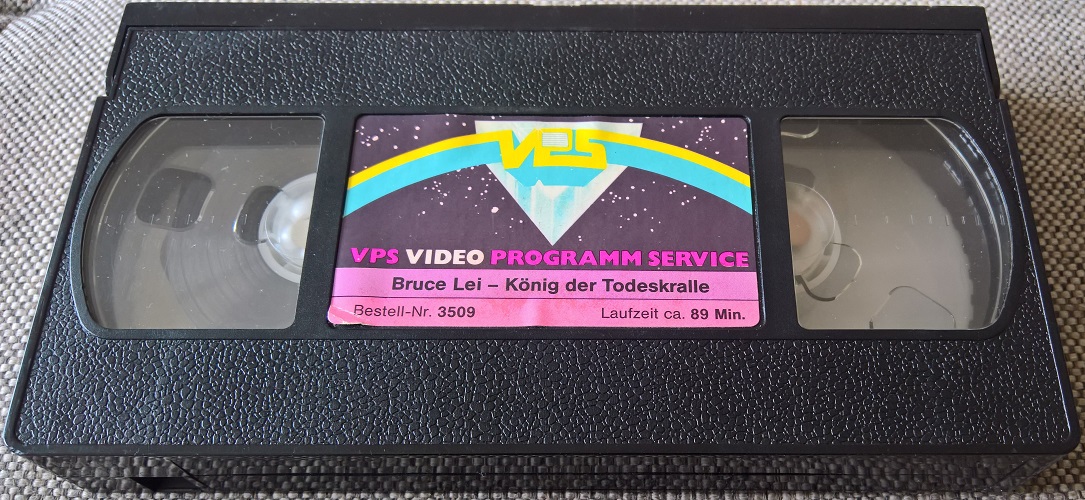 VPS
VPS VIDEO PROGRAMM SERVICE
Bruce Lei – König der Todeskralle
Bestell-Nr. 3509 Laufzeit ca. 89 Min.